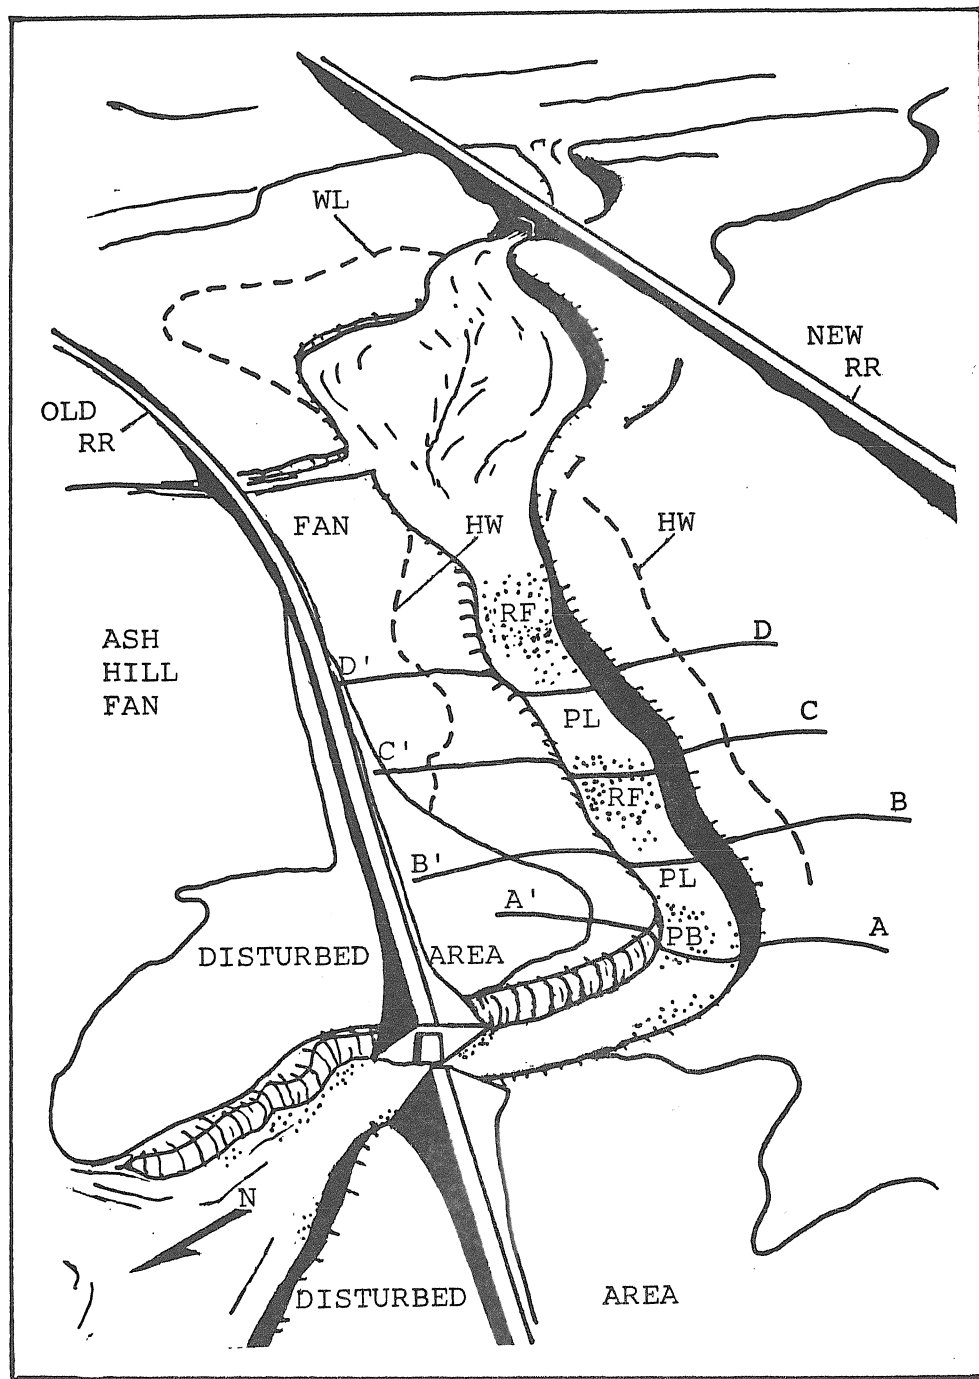 WL
NEW
RR
OLD
RR
FAN
HW
HW
ASH
HILL
FAN
RF
D
D'
PL
C
C'
RF
B
B'
PL
A'
PB
A
DISTURBED
AREA
N
DISTURBED
AREA